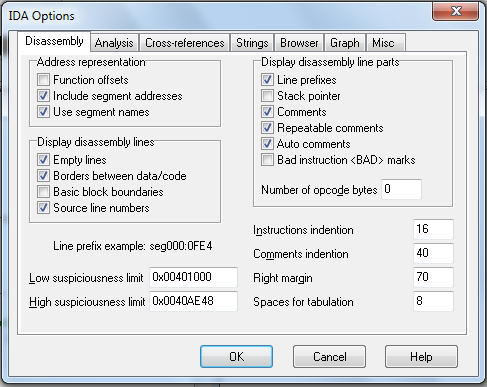 IDA Options
Disassembly Analysis Cross-references Strings Browser Graph Misc
Address representation
Function offsets
Include segment addresses
Use segment names
Display disassembly lines
Empty lines
Borders between data/code
Basic block boundaries
Source line numbers
Line prefix example: seg000:0FE4
Low suspiciousness limit 0x00401000
High suspiciousness limit 0x0040AE48
Display disassembly line parts
Line prefixes
Stack pointer
Comments
Repeatable comments
Auto comments
Bad instruction <BAD> marks
Number of opcode bytes 0
Instructions indention 16
Comments indention 40
Right margin 70
Spaces for tabulation 8
OK Cancel Help